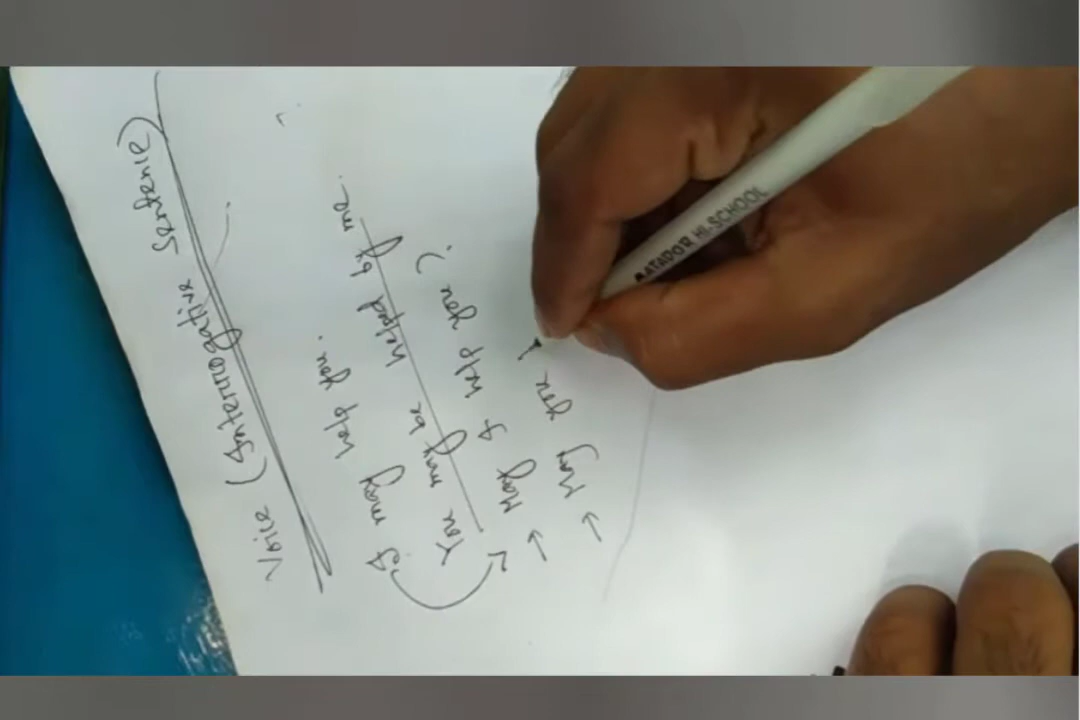 Voice (Interrogative Sentence)
I may help you.
You my be helped by me.
→ May I help you?
→ May you
MATADOR HI-SCHOOL